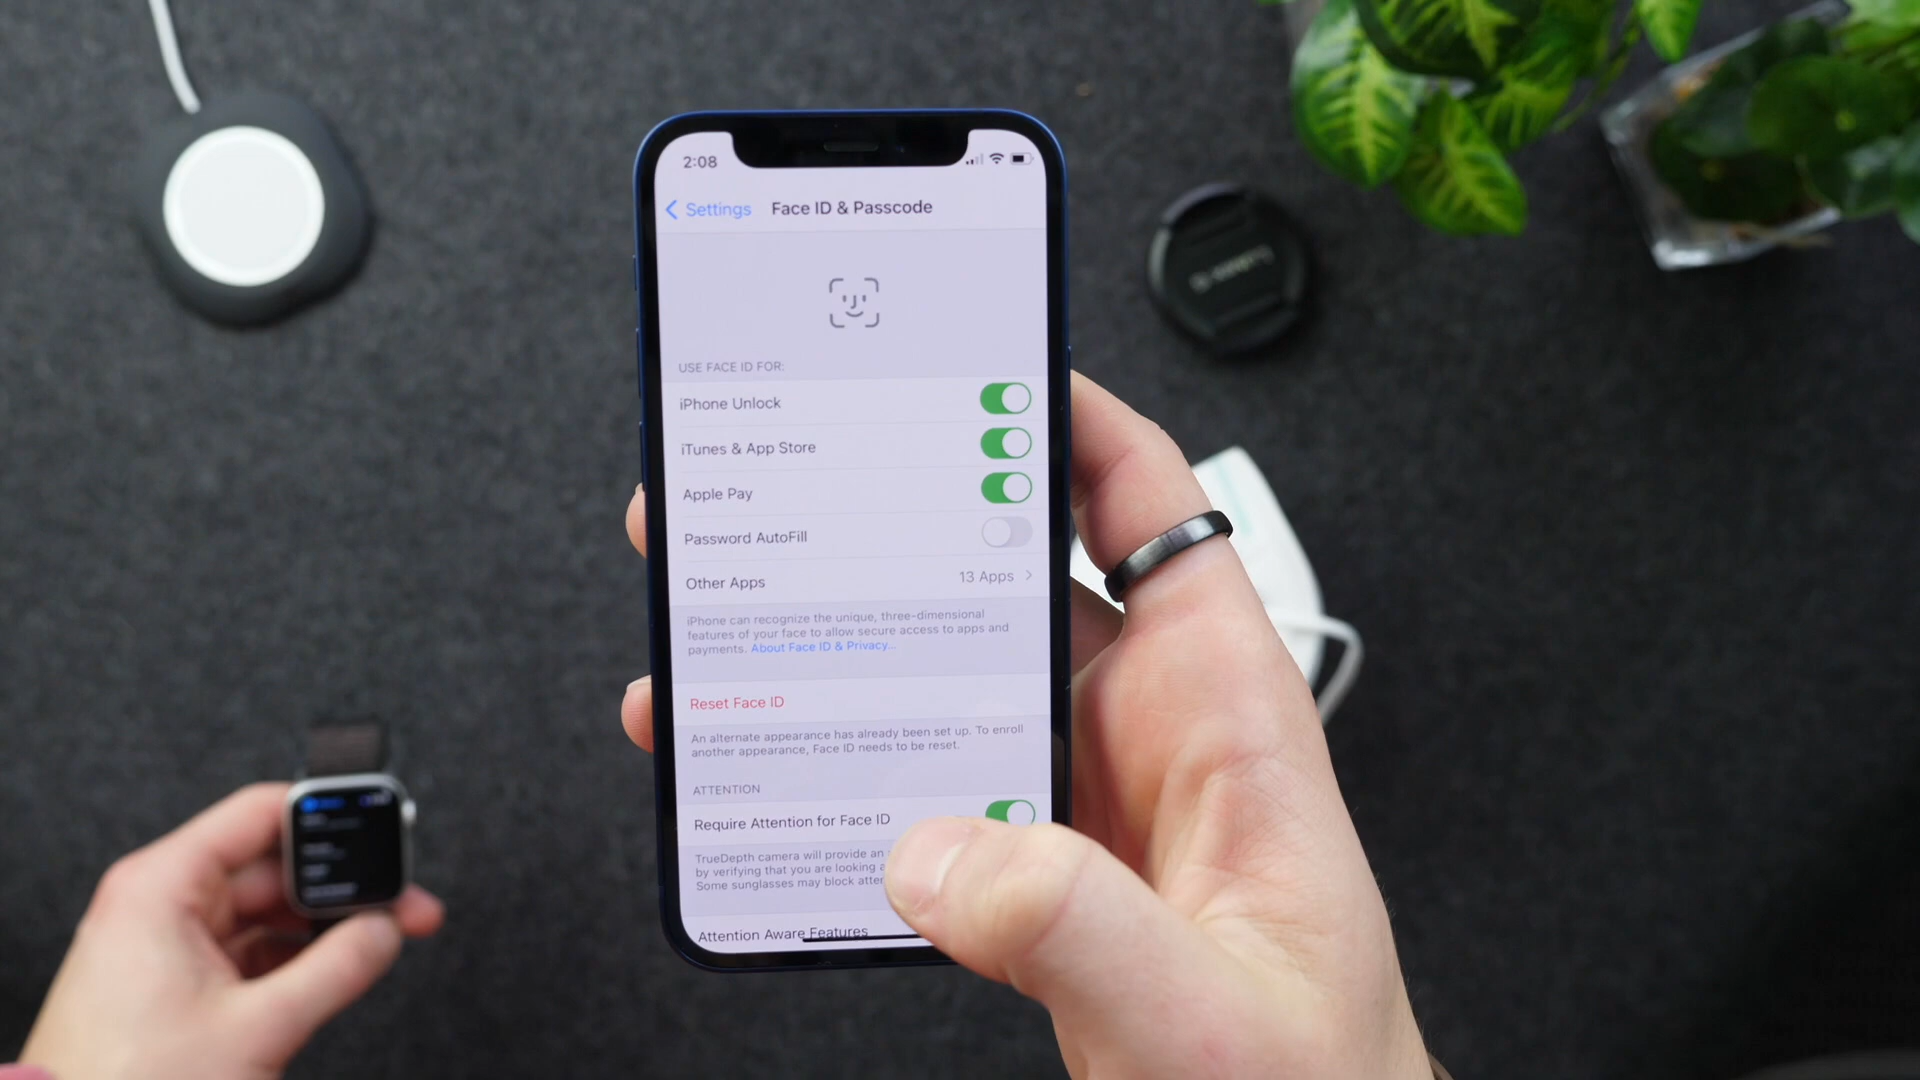 2:08
Settings
Face ID & Passcode
USE FACE ID FOR:
iPhone Unlock
iTunes & App Store
Apple Pay
Password AutoFill
Other Apps
13 Apps
iPhone can recognize the unique, three-dimensional
features of your face to allow secure access to apps and
payments. About Face ID & Privacy...
Reset Face ID
An alternate appearance has already been set up. To enroll
another appearance, Face ID needs to be reset.
ATTENTION
Require Attention for Face ID
TrueDepth camera will provide an
by verifying that you are looking
Some sunglasses may block
Attention Aware Features